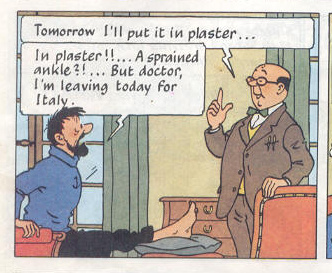 Tomorrow I'll put it in plaster...
In plaster!!... A sprained
ankle?!... But doctor,
I'm leaving today for
Italy.